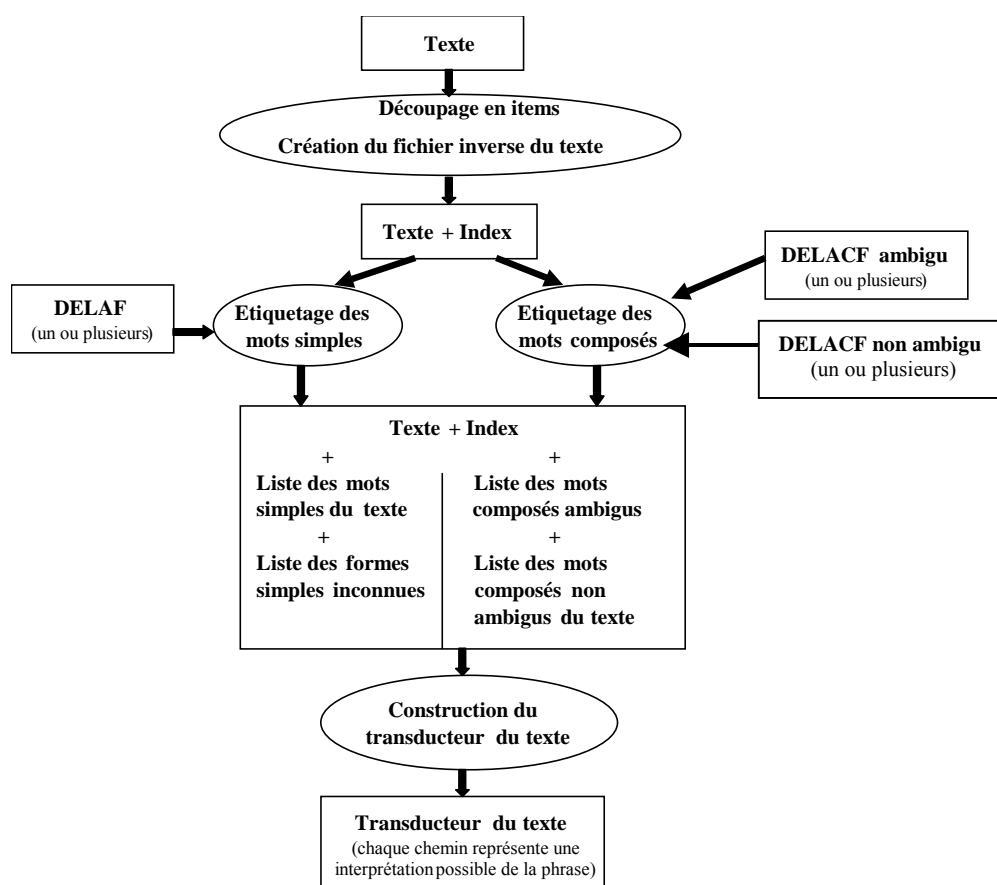 Texte
Découpage en items
Création du fichier inverse du texte
Texte + Index
DELACF ambigu
(un ou plusieurs)
DELAF
(un ou plusieurs)
Etiquetage des
mots simples
Etiquetage des
mots composés
DELACF non ambigu
(un ou plusieurs)
Texte + Index
+
Liste des mots
simples du texte
+
Liste des formes
simples inconnues
+
Liste des mots
composés ambigus
+
Liste des mots
composés non
ambigus du texte
Construction du
transducteur du texte
Transducteur du texte
(chaque chemin représente une
interprétation possible de la phrase)